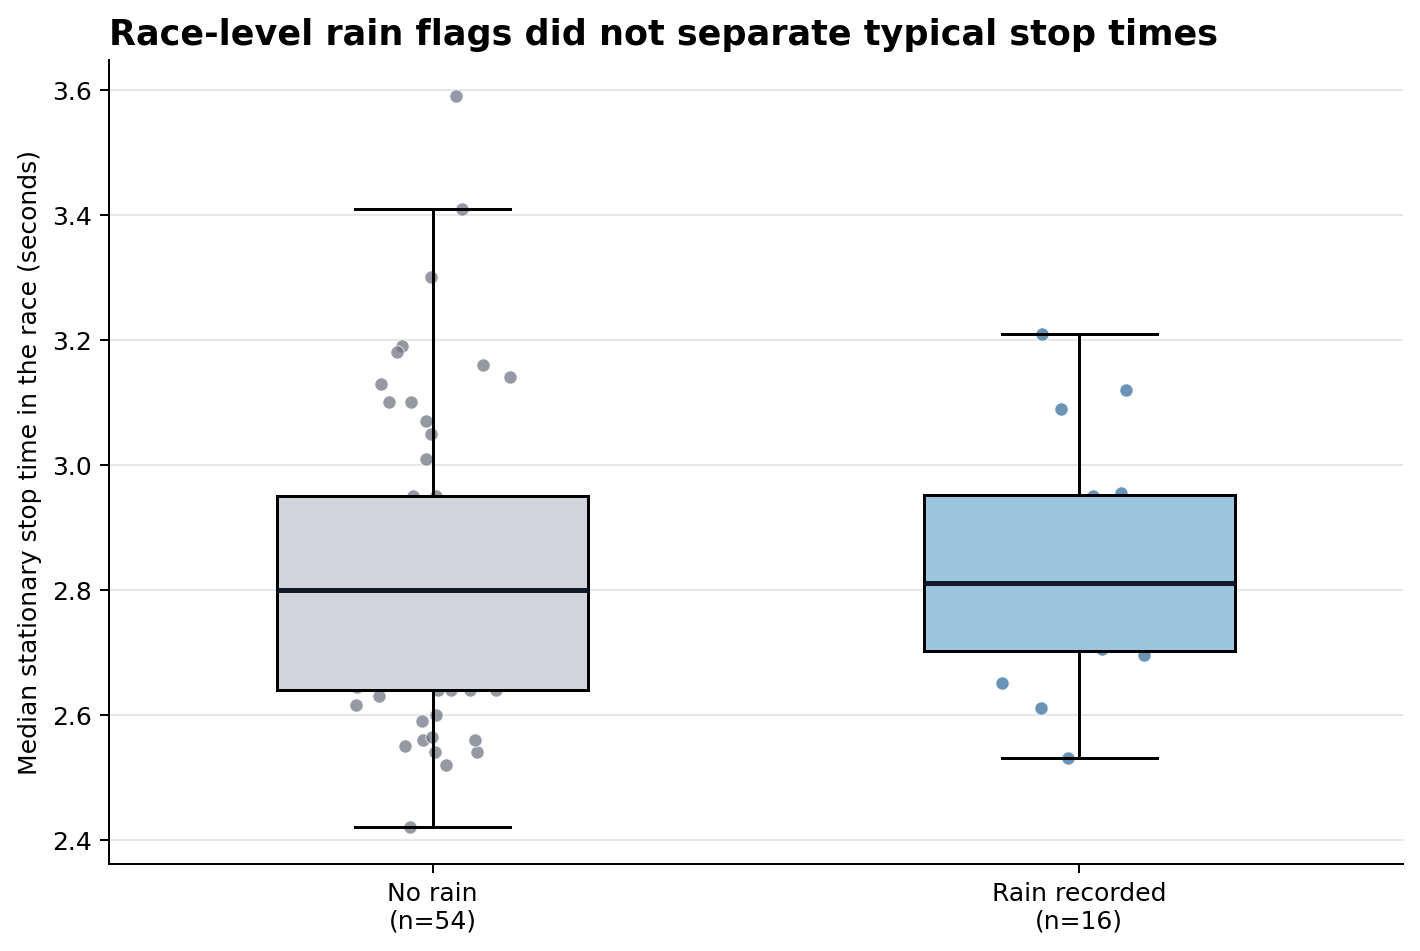 Race-level rain flags did not separate typical stop times
Median stationary stop time in the race (seconds)
3.6
3.4
3.2
3.0
2.8
2.6
2.4
No rain
(n=54)
Rain recorded
(n=16)